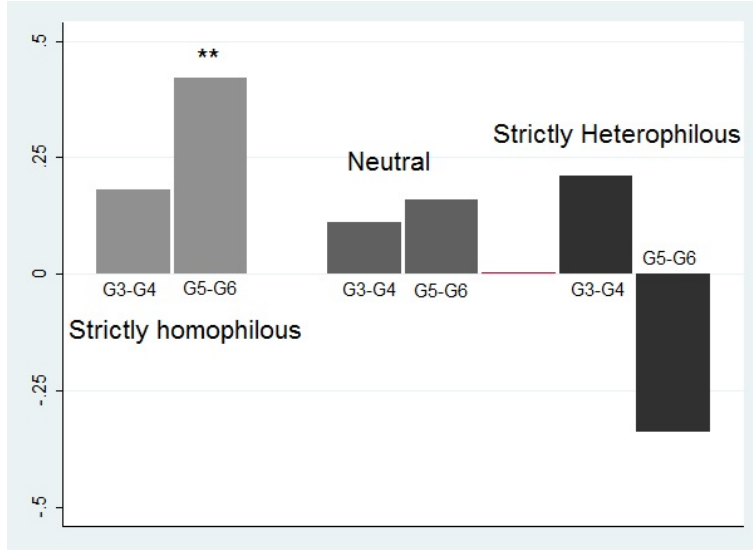 .5
.25
0
-.25
-.5
**
Strictly Heterophilous
Neutral
G5-G6
G3-G4 G5-G6 G3-G4 G5-G6 G3-G4
Strictly homophilous